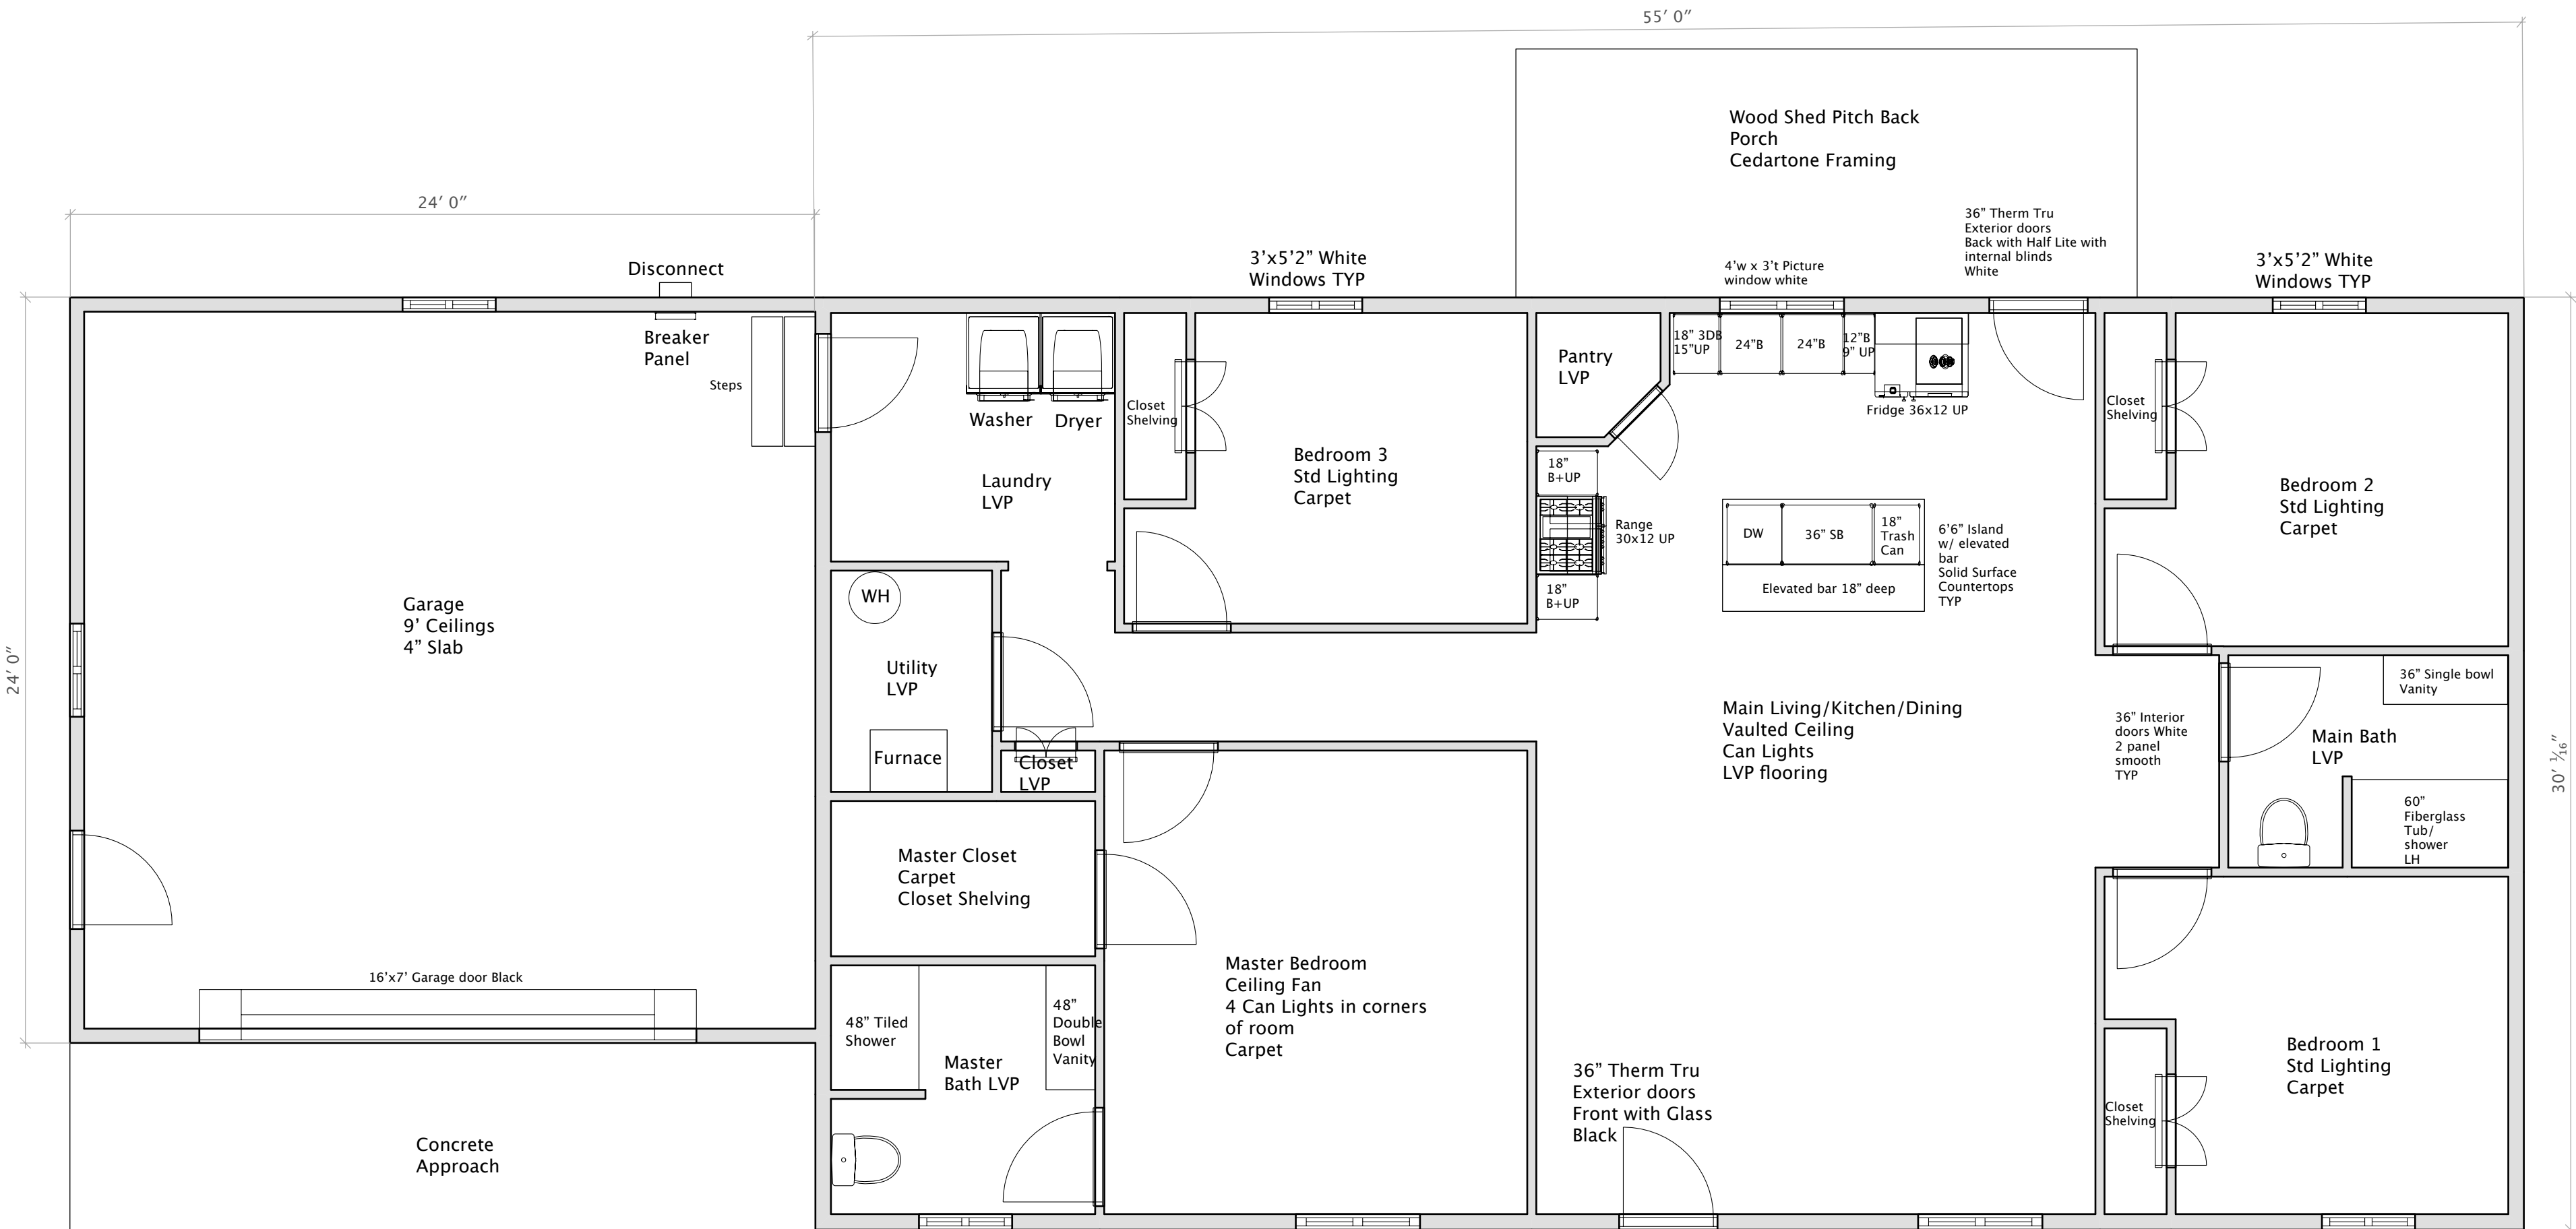 55′ 0″
Wood Shed Pitch Back
Porch
Cedartone Framing
24′ 0″
36” Therm Tru
Exterior doors
Back with Half Lite with
internal blinds
White
Disconnect
3’x5’2” White
Windows TYP
4’w x 3’t Picture
window white
3’x5’2” White
Windows TYP
Breaker
Panel
Steps
Washer
Dryer
Closet
Shelving
Pantry
LVP
18” 3DB
15”UP
24”B
24”B
12”B
9” UP
Fridge 36x12 UP
Closet
Shelving
Laundry
LVP
Bedroom 3
Std Lighting
Carpet
18”
B+UP
Range
30x12 UP
18”
B+UP
DW
36” SB
18”
Trash
Can
Elevated bar 18” deep
6’6” Island
w/ elevated
bar
Solid Surface
Countertops
TYP
Bedroom 2
Std Lighting
Carpet
Garage
9’ Ceilings
4” Slab
24′ 0″
WH
Utility
LVP
Furnace
Closet
LVP
Main Living/Kitchen/Dining
Vaulted Ceiling
Can Lights
LVP flooring
36” Interior
doors White
2 panel
smooth
TYP
36” Single bowl
Vanity
Main Bath
LVP
60”
Fiberglass
Tub/
shower
LH
30′ 1⁄16″
Master Closet
Carpet
Closet Shelving
16’x7’ Garage door Black
48” Tiled
Shower
48”
Double
Bowl
Vanity
Master
Bath LVP
Master Bedroom
Ceiling Fan
4 Can Lights in corners
of room
Carpet
36” Therm Tru
Exterior doors
Front with Glass
Black
Closet
Shelving
Bedroom 1
Std Lighting
Carpet
Concrete
Approach